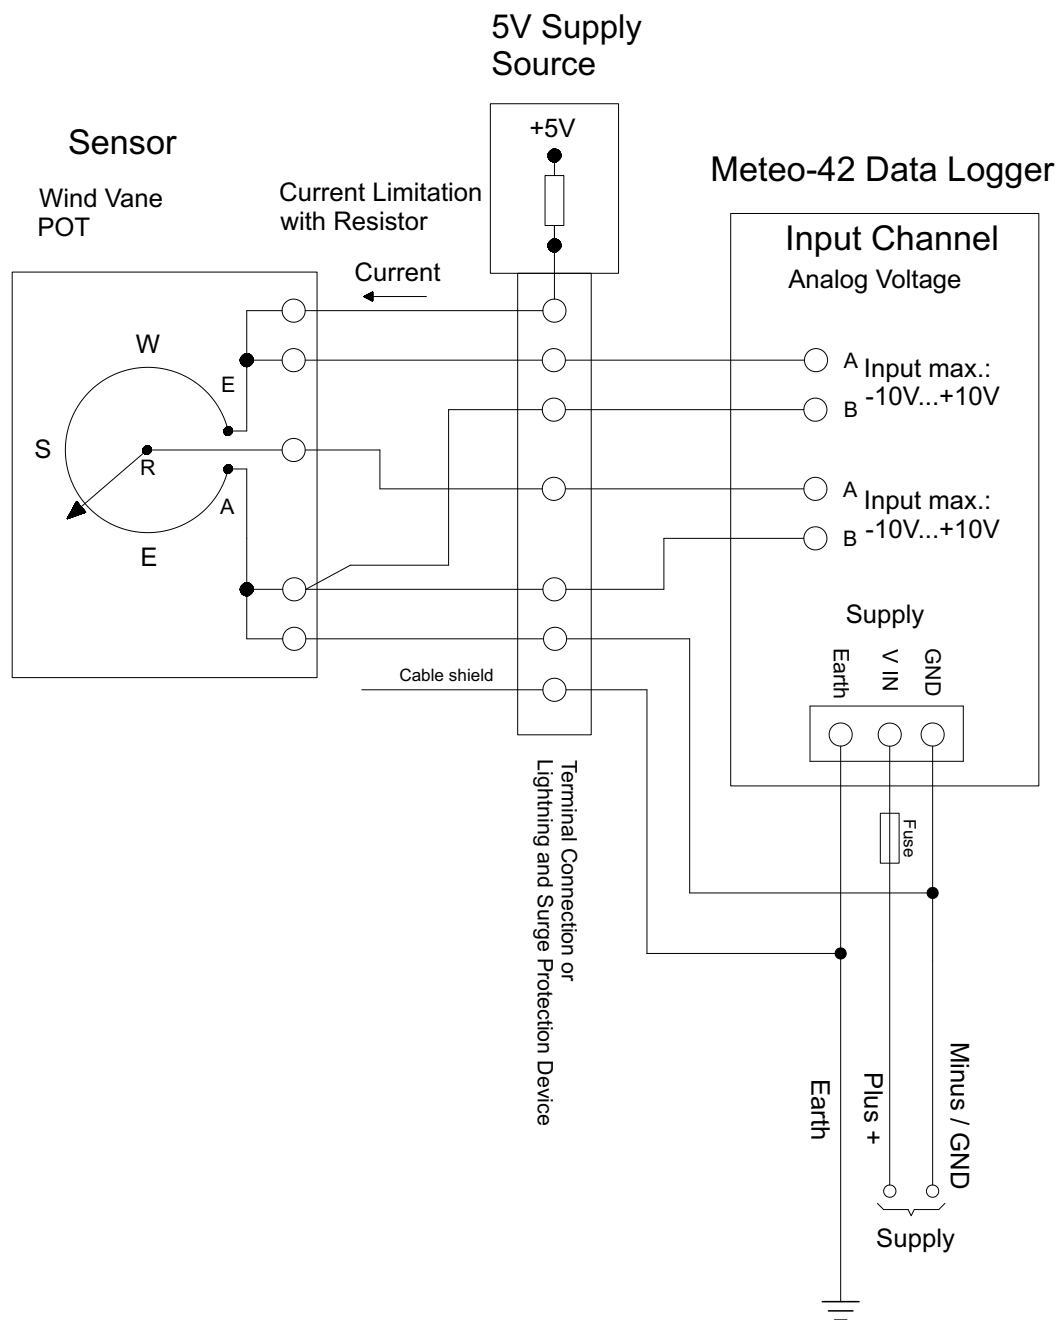 5V Supply
Source
+5V
Sensor
Wind Vane
POT
Current Limitation
with Resistor
Current
Meteo-42 Data Logger
Input Channel
Analog Voltage
W
E
S
R
A
E
A
Input max.:
-10V...+10V
B
A
Input max.:
-10V...+10V
B
Supply
Earth
V IN
GND
Cable shield
Terminal Connection or
Lightning and Surge Protection Device
Fuse
Earth
Plus +
Minus / GND
Supply